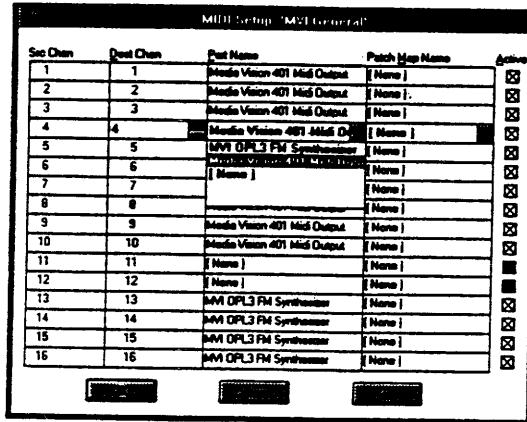 MIDI Setup: 'MVI General'
Src Chan Dest Chan Port Name Patch Map Name Active
1 1 Media Vision 401 Midi Output [ None ]
2 2 Media Vision 401 Midi Output [ None ]
3 3 Media Vision 401 Midi Output [ None ]
4 4 Media Vision 401 Midi [ None ]
5 5 MVI OPL3 FM Synthesizer [ None ]
6 6 [ None ]
[ None ]
7 7 [ None ]
8 8 [ None ]
9 9 Media Vision 401 Midi Output [ None ]
10 10 Media Vision 401 Midi Output [ None ]
11 11 [ None ] [ None ]
12 12 [ None ] [ None ]
13 13 MVI OPL3 FM Synthesizer [ None ]
14 14 MVI OPL3 FM Synthesizer [ None ]
15 15 MVI OPL3 FM Synthesizer [ None ]
16 16 MVI OPL3 FM Synthesizer [ None ]